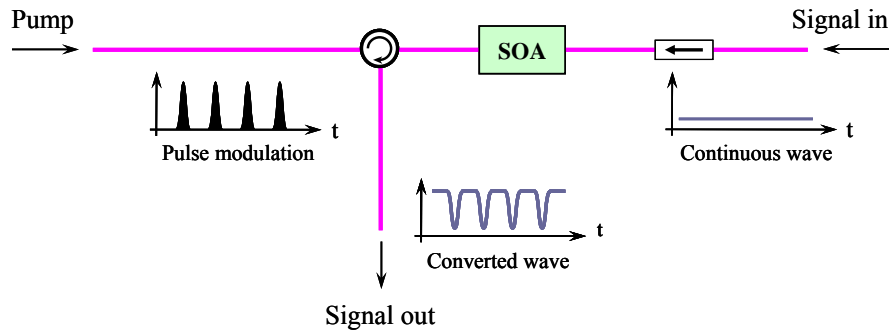 Pump
Signal in
SOA
t
Pulse modulation
t
Continuous wave
t
Converted wave
Signal out